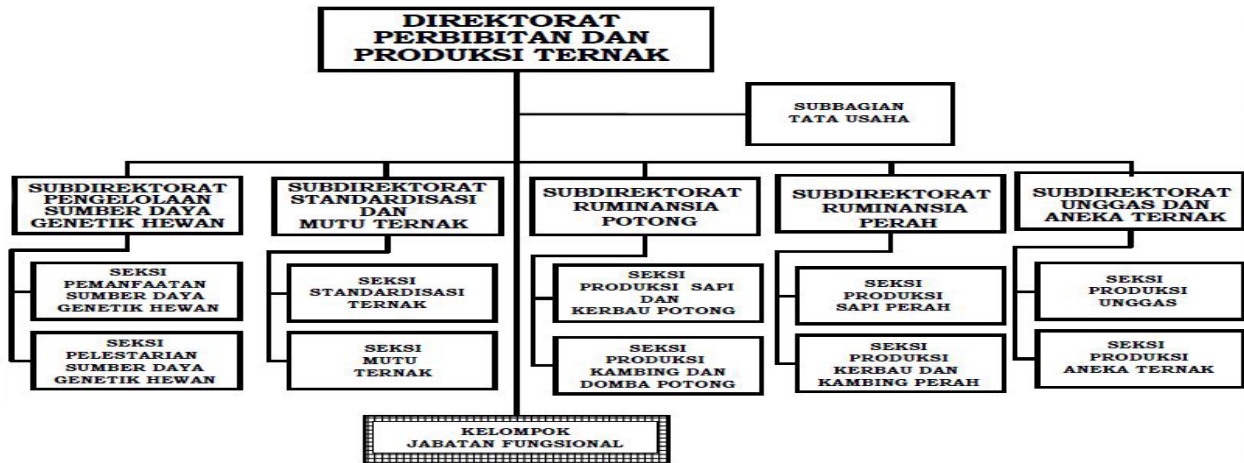 DIREKTORAT
PERBIBITAN DAN
PRODUKSI TERNAK
SUBBAGIAN
TATA USAHA
SUBDIREKTORAT
PENGELOLAAN
SUMBER DAYA
GENETIK HEWAN
SEKSI
PEMANFAATAN
SUMBER DAYA
GENETIK HEWAN
SEKSI
PELESTARIAN
SUMBER DAYA
GENETIK HEWAN
SUBDIREKTORAT
STANDARDISASI
DAN
MUTU TERNAK
SEKSI
STANDARDISASI
TERNAK
SEKSI
MUTU
TERNAK
SUBDIREKTORAT
RUMINANSIA
POTONG
SEKSI
PRODUKSI SAPI
DAN
KERBAU POTONG
SEKSI
PRODUKSI
KAMBING DAN
DOMBA POTONG
SUBDIREKTORAT
RUMINANSIA
PERAH
SEKSI
PRODUKSI
SAPI PERAH
SEKSI
PRODUKSI
KERBAU DAN
KAMBING PERAH
SUBDIREKTORAT
UNGGAS DAN
ANEKA TERNAK
SEKSI
PRODUKSI
UNGGAS
SEKSI
PRODUKSI
ANEKA TERNAK
KELOMPOK
JABATAN FUNGSIONAL